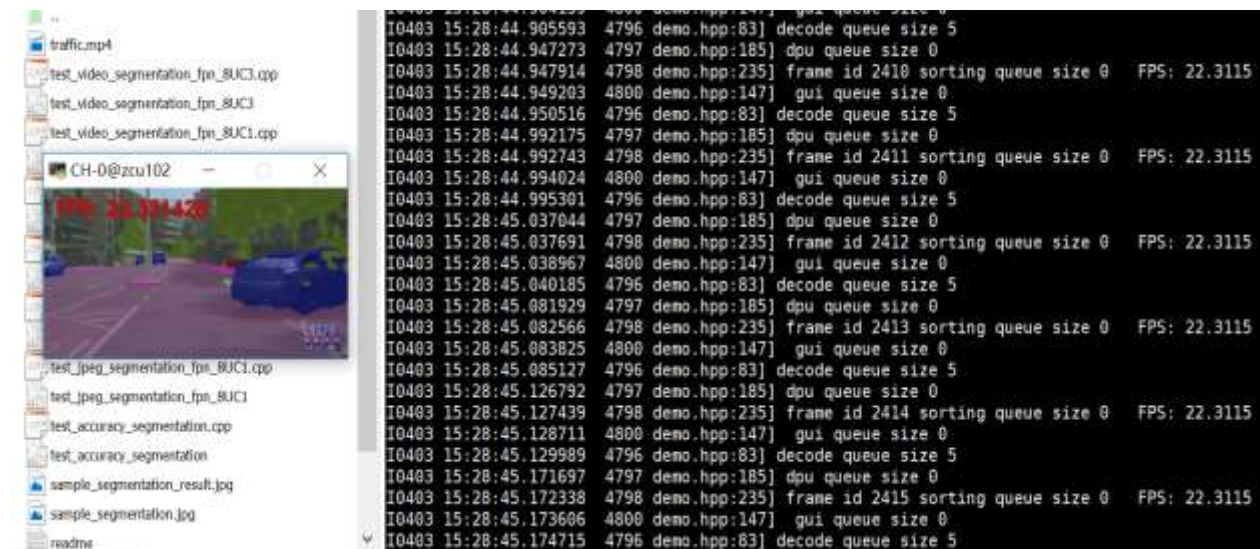 ..
traffic.mp4
test_video_segmentation_fpn_8UC3.cpp
test_video_segmentation_fpn_8UC3
test_video_segmentation_fpn_8UC1.cpp
CH-0@zcu102
FPS: 22.331420
test_jpeg_segmentation_fpn_8UC1.cpp
test_jpeg_segmentation_fpn_8UC1
test_accuracy_segmentation.cpp
test_accuracy_segmentation
sample_segmentation_result.jpg
sample_segmentation.jpg
readme
I0403 15:28:44.905593 4796 demo.hpp:83] decode queue size 5
I0403 15:28:44.947273 4797 demo.hpp:185] dpu queue size 0
I0403 15:28:44.947914 4798 demo.hpp:235] frame id 2410 sorting queue size 0 FPS: 22.3115
I0403 15:28:44.949203 4800 demo.hpp:147] gui queue size 0
I0403 15:28:44.950516 4796 demo.hpp:83] decode queue size 5
I0403 15:28:44.992175 4797 demo.hpp:185] dpu queue size 0
I0403 15:28:44.992743 4798 demo.hpp:235] frame id 2411 sorting queue size 0 FPS: 22.3115
I0403 15:28:44.994024 4800 demo.hpp:147] gui queue size 0
I0403 15:28:44.995301 4796 demo.hpp:83] decode queue size 5
I0403 15:28:45.037044 4797 demo.hpp:185] dpu queue size 0
I0403 15:28:45.037691 4798 demo.hpp:235] frame id 2412 sorting queue size 0 FPS: 22.3115
I0403 15:28:45.038967 4800 demo.hpp:147] gui queue size 0
I0403 15:28:45.040185 4796 demo.hpp:83] decode queue size 5
I0403 15:28:45.081929 4797 demo.hpp:185] dpu queue size 0
I0403 15:28:45.082566 4798 demo.hpp:235] frame id 2413 sorting queue size 0 FPS: 22.3115
I0403 15:28:45.083825 4800 demo.hpp:147] gui queue size 0
I0403 15:28:45.085127 4796 demo.hpp:83] decode queue size 5
I0403 15:28:45.126792 4797 demo.hpp:185] dpu queue size 0
I0403 15:28:45.127439 4798 demo.hpp:235] frame id 2414 sorting queue size 0 FPS: 22.3115
I0403 15:28:45.128711 4800 demo.hpp:147] gui queue size 0
I0403 15:28:45.129989 4796 demo.hpp:83] decode queue size 5
I0403 15:28:45.171697 4797 demo.hpp:185] dpu queue size 0
I0403 15:28:45.172338 4798 demo.hpp:235] frame id 2415 sorting queue size 0 FPS: 22.3115
I0403 15:28:45.173606 4800 demo.hpp:147] gui queue size 0
I0403 15:28:45.174715 4796 demo.hpp:83] decode queue size 5